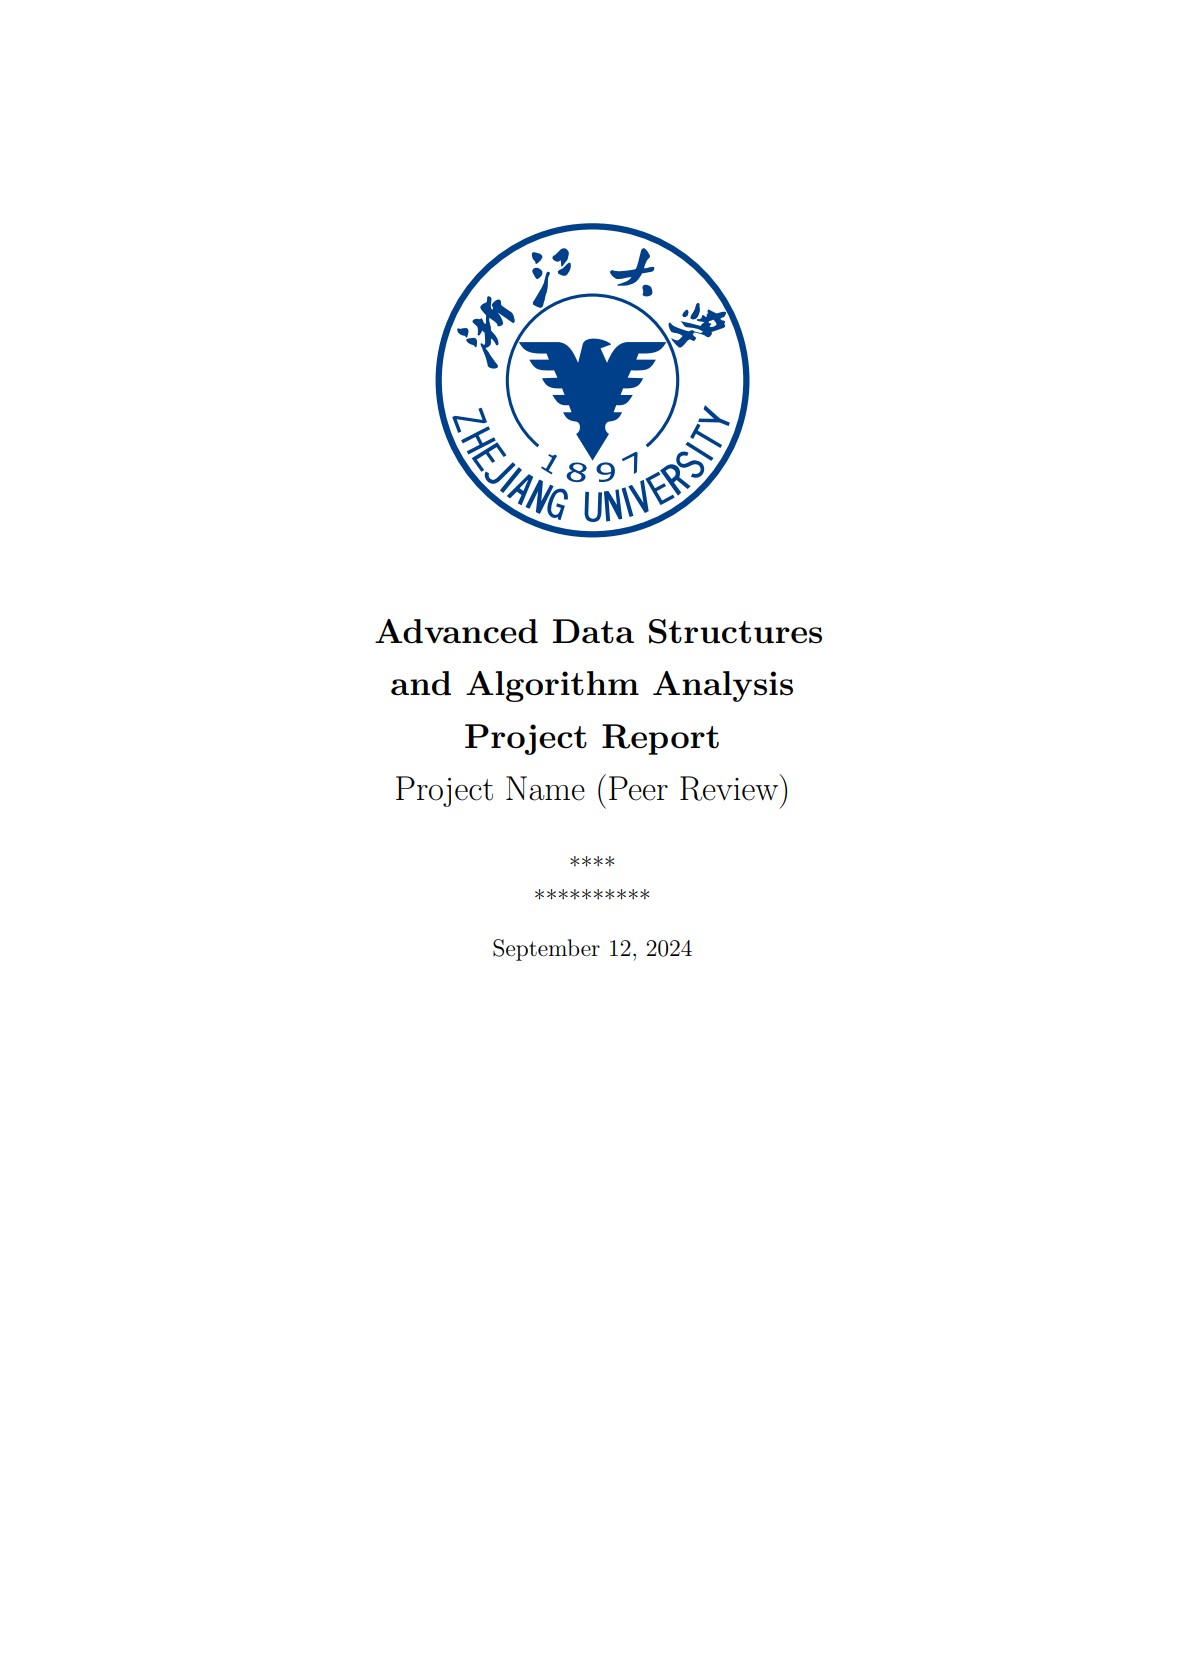 浙江大學
1897
ZHEJIANG UNIVERSITY
Advanced Data Structures
and Algorithm Analysis
Project Report
Project Name (Peer Review)
****
**********
September 12, 2024